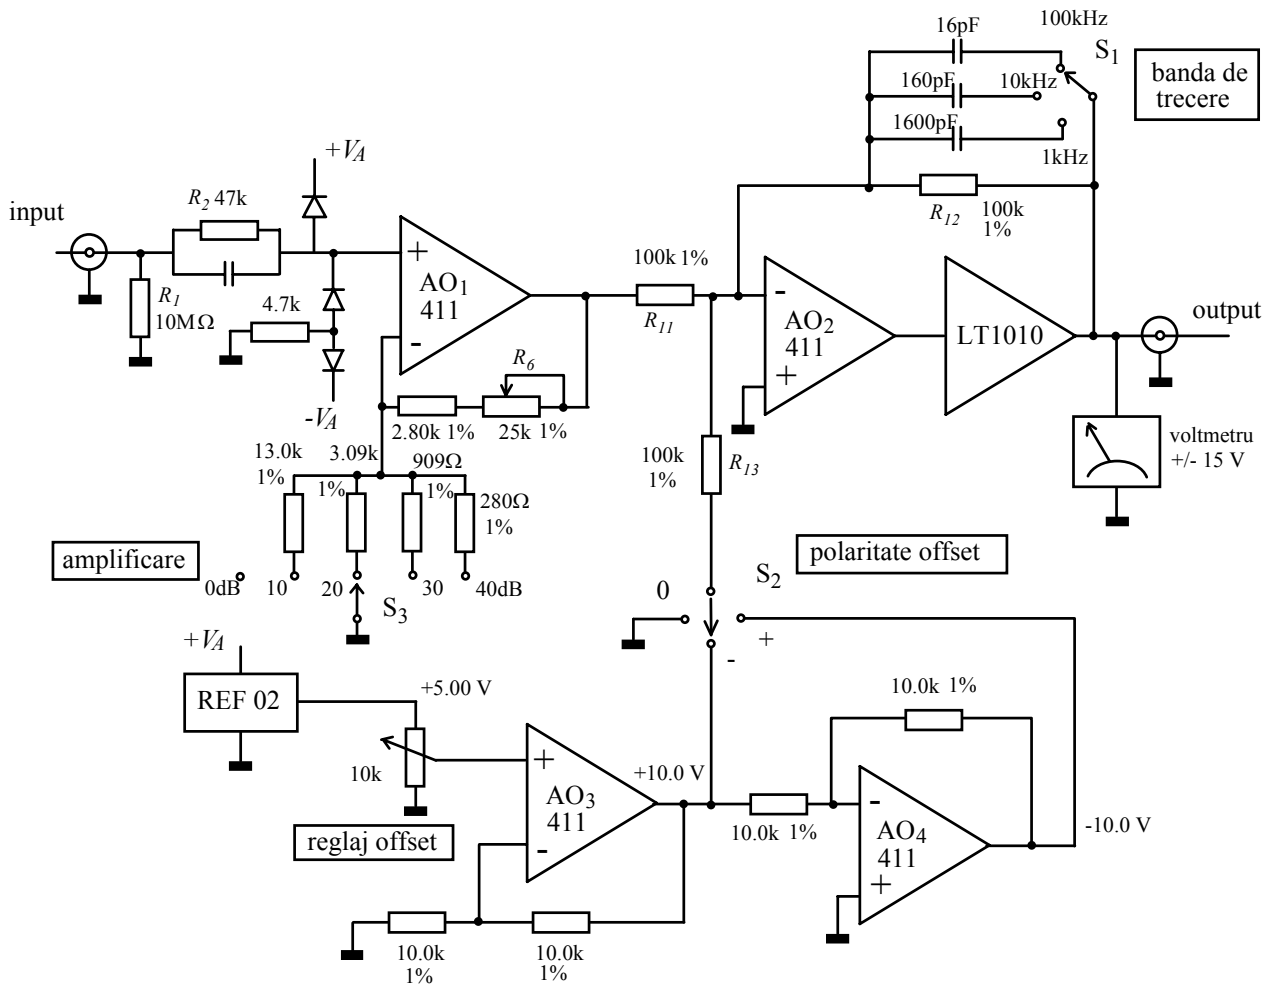 16pF
100kHz
S1
banda de
trecere
160pF
10kHz
1600pF
1kHz
+VA
R2 47k
input
R12
100k
1%
+
AO1
411
-
100k 1%
R11
R1
10MΩ
4.7k
-
AO2
411
+
LT1010
output
R6
-VA
2.80k 1%
25k 1%
13.0k
1%
3.09k
1%
909Ω
1%
280Ω
1%
100k
1%
R13
voltmetru
+/- 15 V
amplificare
0dB
10
20
30
40dB
S3
polaritate offset
S2
0
+
-
+VA
REF 02
+5.00 V
10k
reglaj offset
+
AO3
411
-
+10.0 V
10.0k 1%
10.0k 1%
-
AO4
411
+
-10.0 V
10.0k
1%
10.0k
1%